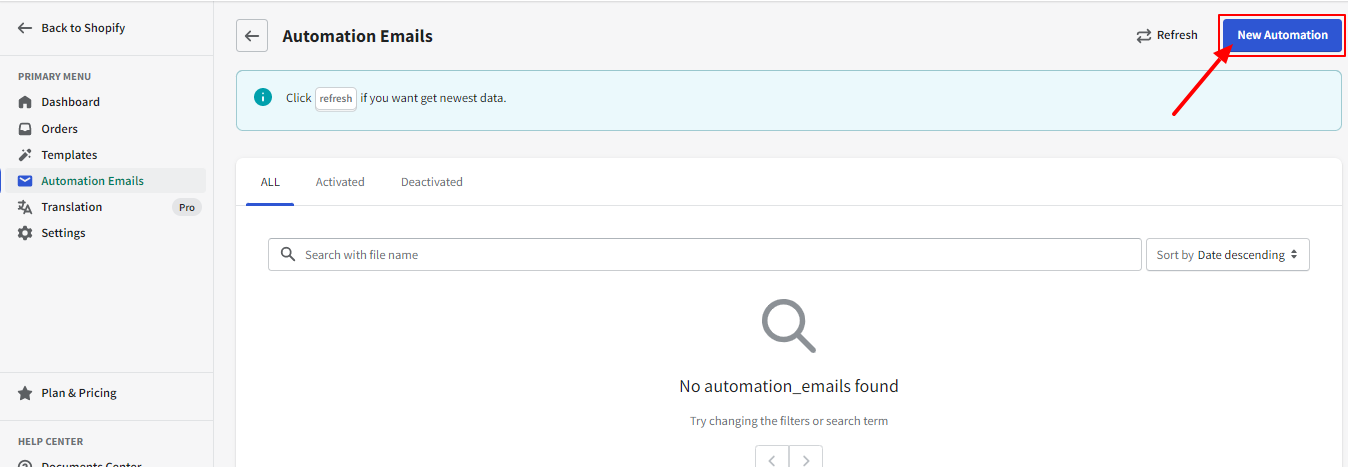 Back to Shopify
PRIMARY MENU
Dashboard
Orders
Templates
Automation Emails
Translation Pro
Settings
Plan & Pricing
HELP CENTER
Documents Center
Automation Emails
Refresh
New Automation
Click refresh if you want get newest data.
ALL Activated Deactivated
Search with file name
Sort by Date descending
No automation_emails found
Try changing the filters or search term